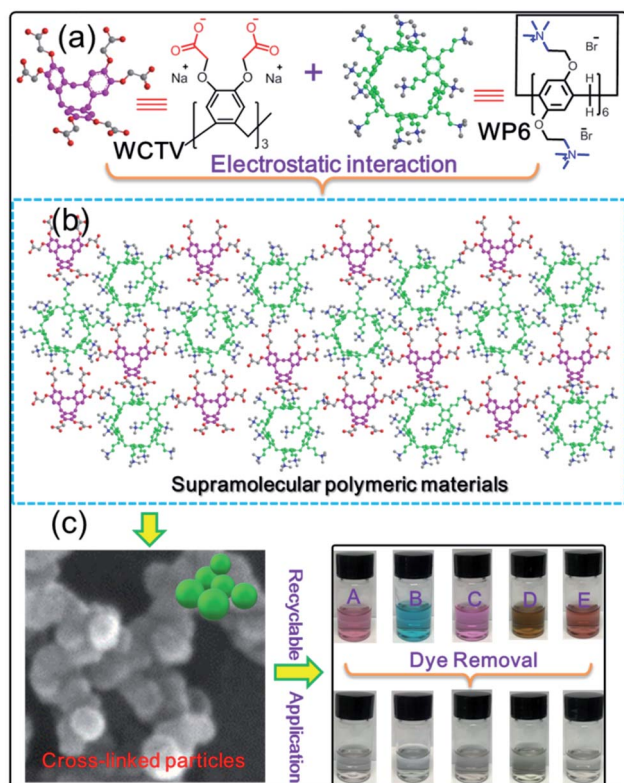 (a)
O⁻
O⁻
O
O
Na⁺
Na⁺
O
O
WCTV
3
+
N
Br⁻
O
H
H
6
WP6
O
Br⁻
N
Electrostatic interaction
(b)
Supramolecular polymeric materials
(c)
Cross-linked particles
Recyclable
Application
A B C D E
Dye Removal